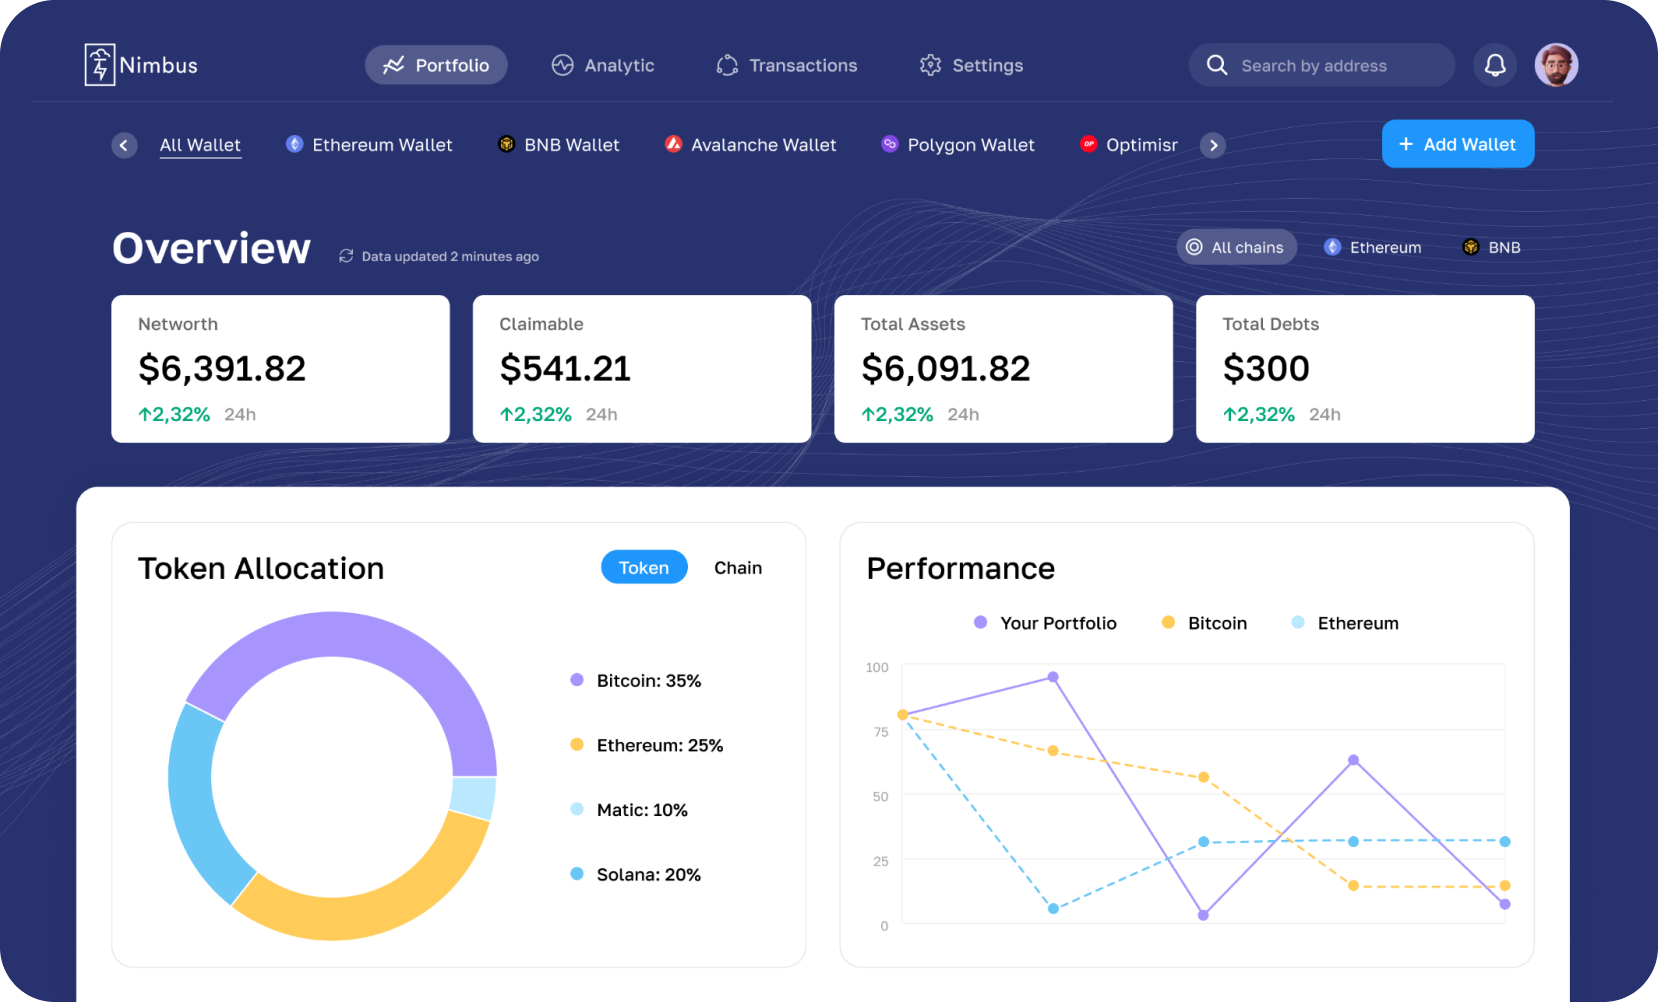 Nimbus
Portfolio
Analytic
Transactions
Settings
Search by address
All Wallet
Ethereum Wallet
BNB Wallet
Avalanche Wallet
Polygon Wallet
OP
Optimisr
+ Add Wallet
Overview
Data updated 2 minutes ago
All chains
Ethereum
BNB
Networth
$6,391.82
↑2,32% 24h
Claimable
$541.21
↑2,32% 24h
Total Assets
$6,091.82
↑2,32% 24h
Total Debts
$300
↑2,32% 24h
Token Allocation
Token
Chain
Bitcoin: 35%
Ethereum: 25%
Matic: 10%
Solana: 20%
Performance
Your Portfolio
Bitcoin
Ethereum
100
75
50
25
0